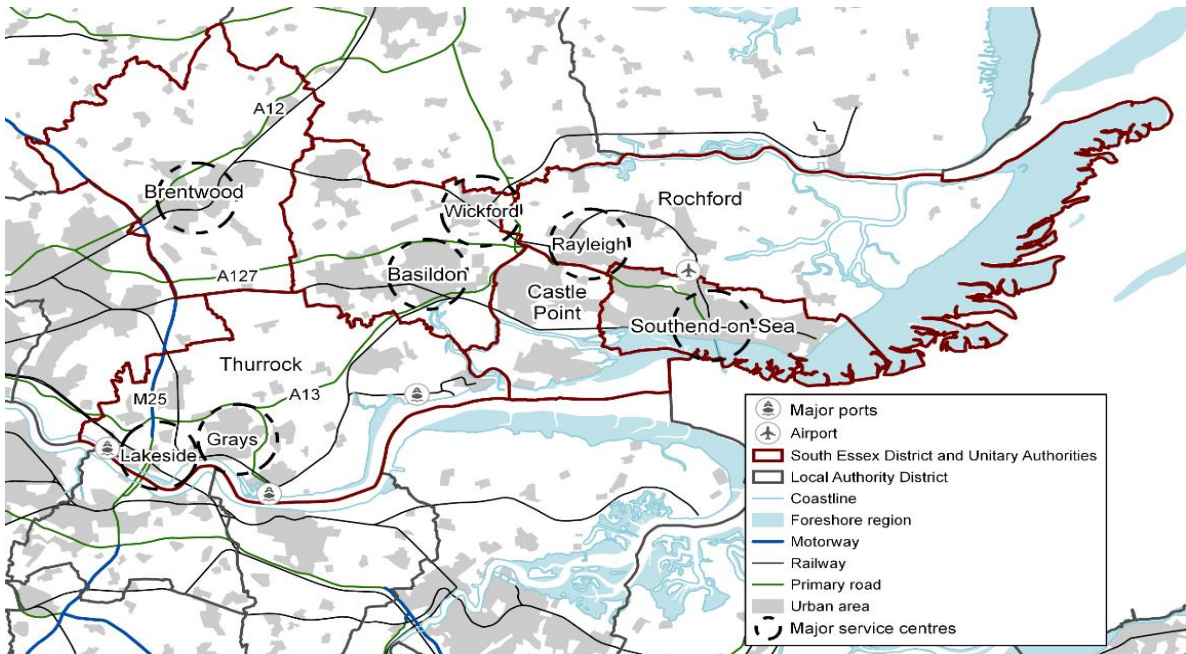 A12
Brentwood
Wickford
Rochford
Rayleigh
A127
Basildon
Castle
Point
Southend-on-Sea
Thurrock
M25
A13
Grays
Lakeside
Major ports
Airport
South Essex District and Unitary Authorities
Local Authority District
Coastline
Foreshore region
Motorway
Railway
Primary road
Urban area
Major service centres